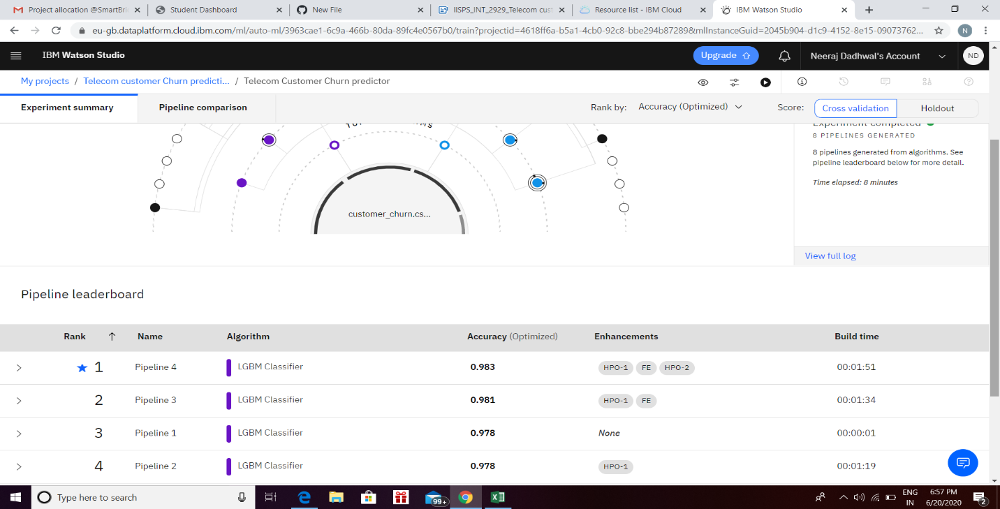 Project allocation @SmartBri
Student Dashboard
New File
IISPS_INT_2929_Telecom cust
Resource list - IBM Cloud
IBM Watson Studio
eu-gb.dataplatform.cloud.ibm.com/ml/auto-ml/3963cae1-6c9a-466b-80da-89fc4e0567b0/train?projectid=4618ff6a-b5a1-4cb0-92c8-bbe294b87289&mlInstanceGuid=2045b904-d1c9-4152-8e15-09073762...
N
IBM Watson Studio
Upgrade
Neeraj Dadhwal's Account
ND
My projects / Telecom customer Churn predicti... / Telecom Customer Churn predictor
Experiment summary
Pipeline comparison
Rank by: Accuracy (Optimized)
Score: Cross validation Holdout
customer_churn.cs...
Experiment completed
8 PIPELINES GENERATED
8 pipelines generated from algorithms. See
pipeline leaderboard below for more detail.
Time elapsed: 8 minutes
View full log
Pipeline leaderboard
Rank Name Algorithm Accuracy (Optimized) Enhancements Build time
1 Pipeline 4 LGBM Classifier 0.983 HPO-1 FE HPO-2 00:01:51
2 Pipeline 3 LGBM Classifier 0.981 HPO-1 FE 00:01:34
3 Pipeline 1 LGBM Classifier 0.978 None 00:00:01
4 Pipeline 2 LGBM Classifier 0.978 HPO-1 00:01:19
Type here to search
99+
ENG
IN
6:57 PM
6/20/2020
2